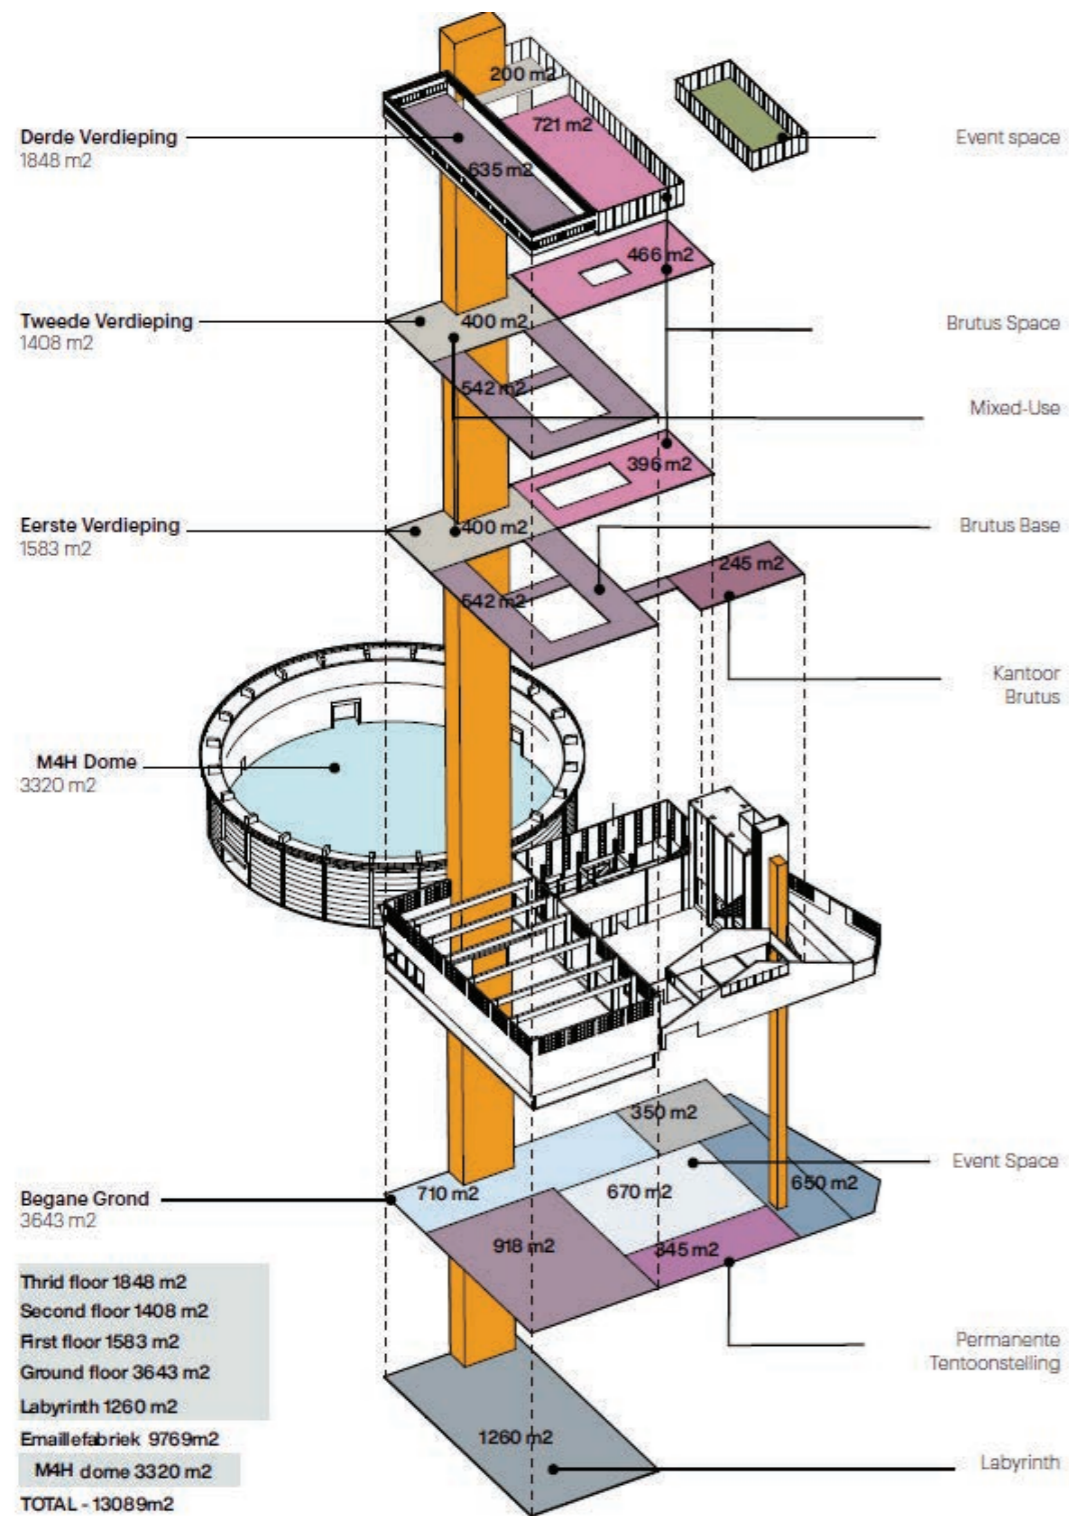 200 m2
721 m2
Derde Verdieping
1848 m2
Event space
635 m2
466 m2
Tweede Verdieping
1408 m2
400 m2
Brutus Space
542 m2
Mixed-Use
396 m2
Eerste Verdieping
1583 m2
400 m2
Brutus Base
245 m2
542 m2
Kantoor
Brutus
M4H Dome
3320 m2
350 m2
Event Space
Begane Grond
3643 m2
710 m2
670 m2
650 m2
918 m2
345 m2
Thrid floor 1848 m2
Second floor 1408 m2
First floor 1583 m2
Ground floor 3643 m2
Labyrinth 1260 m2
Emaillefabriek 9769m2
M4H dome 3320 m2
TOTAL - 13089m2
Permanente
Tentoonstelling
1260 m2
Labyrinth